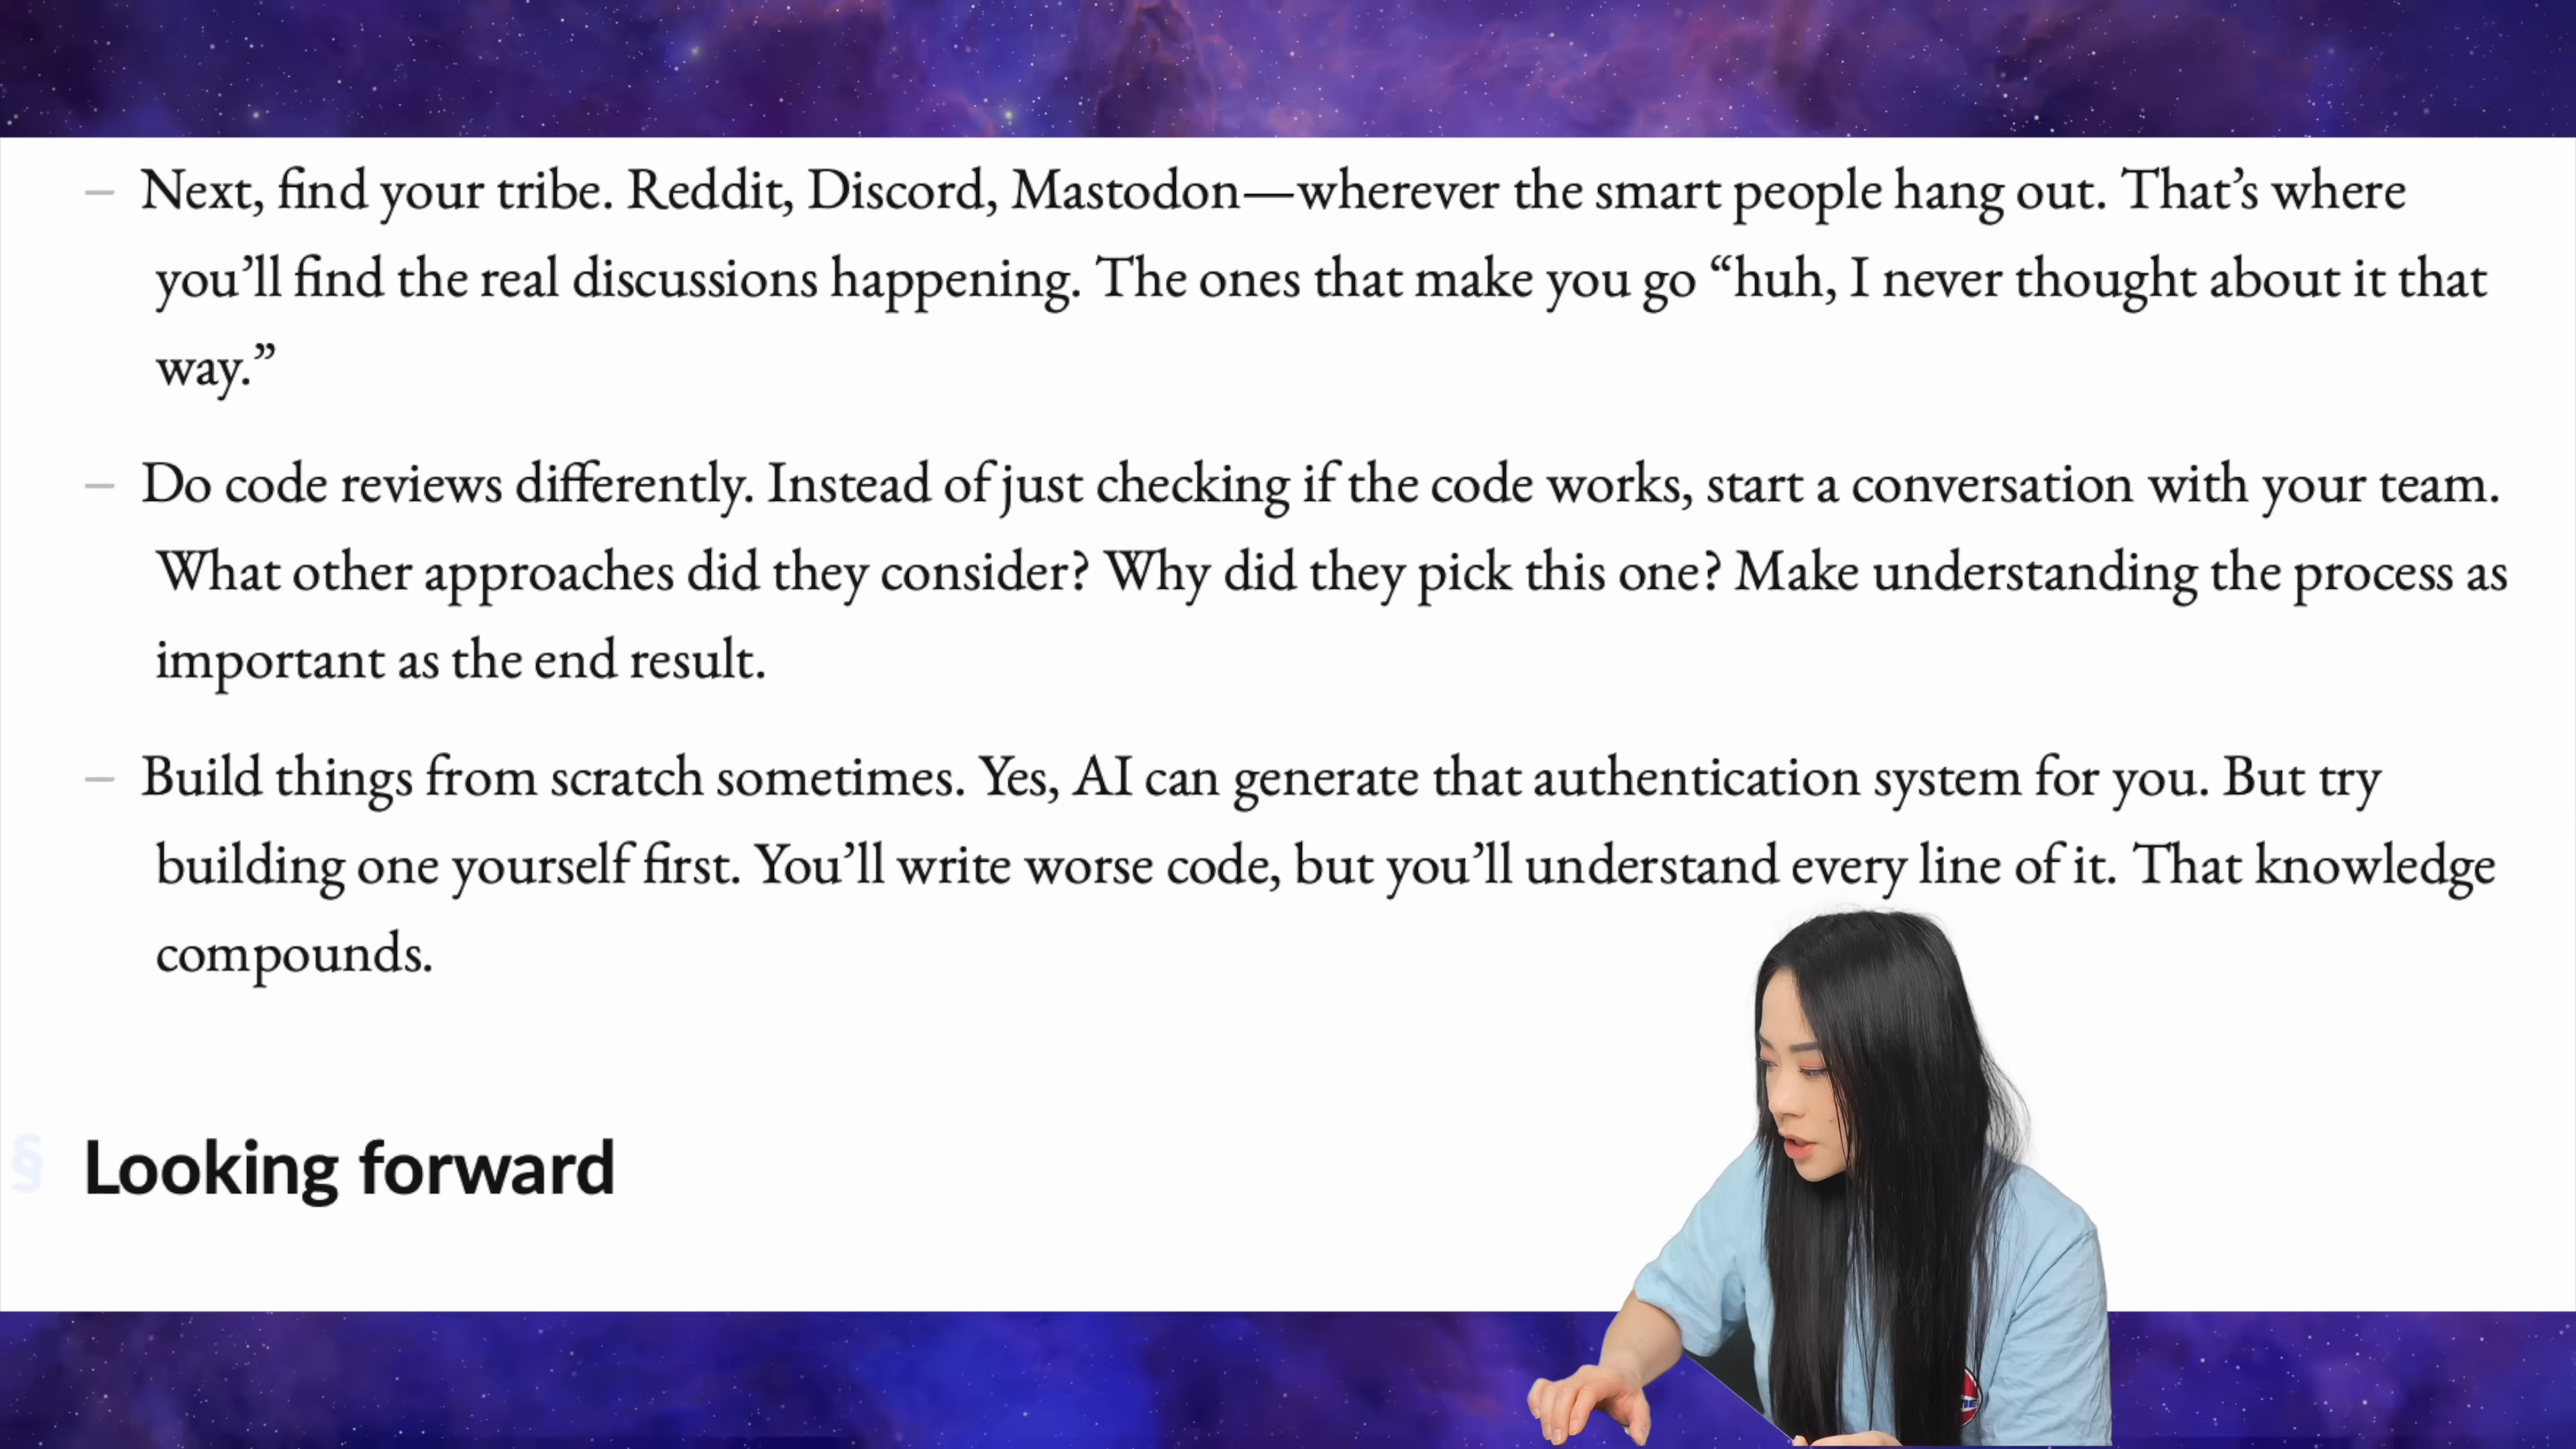 – Next, find your tribe. Reddit, Discord, Mastodon—wherever the smart people hang out. That’s where
you’ll find the real discussions happening. The ones that make you go “huh, I never thought about it that
way.”
– Do code reviews differently. Instead of just checking if the code works, start a conversation with your team.
What other approaches did they consider? Why did they pick this one? Make understanding the process as
important as the end result.
– Build things from scratch sometimes. Yes, AI can generate that authentication system for you. But try
building one yourself first. You’ll write worse code, but you’ll understand every line of it. That knowledge
compounds.
§ Looking forward